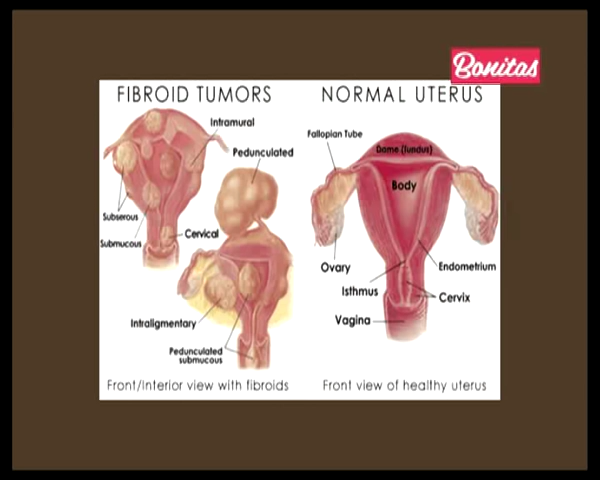 Bonitas
FIBROID TUMORS
Intramural
Pedunculated
Subserous
Submucous
Cervical
Intraligmentary
Pedunculated
submucous
Front/Interior view with fibroids
NORMAL UTERUS
Fallopian Tube
Dome (fundus)
Body
Ovary
Endometrium
Isthmus
Cervix
Vagina
Front view of healthy uterus